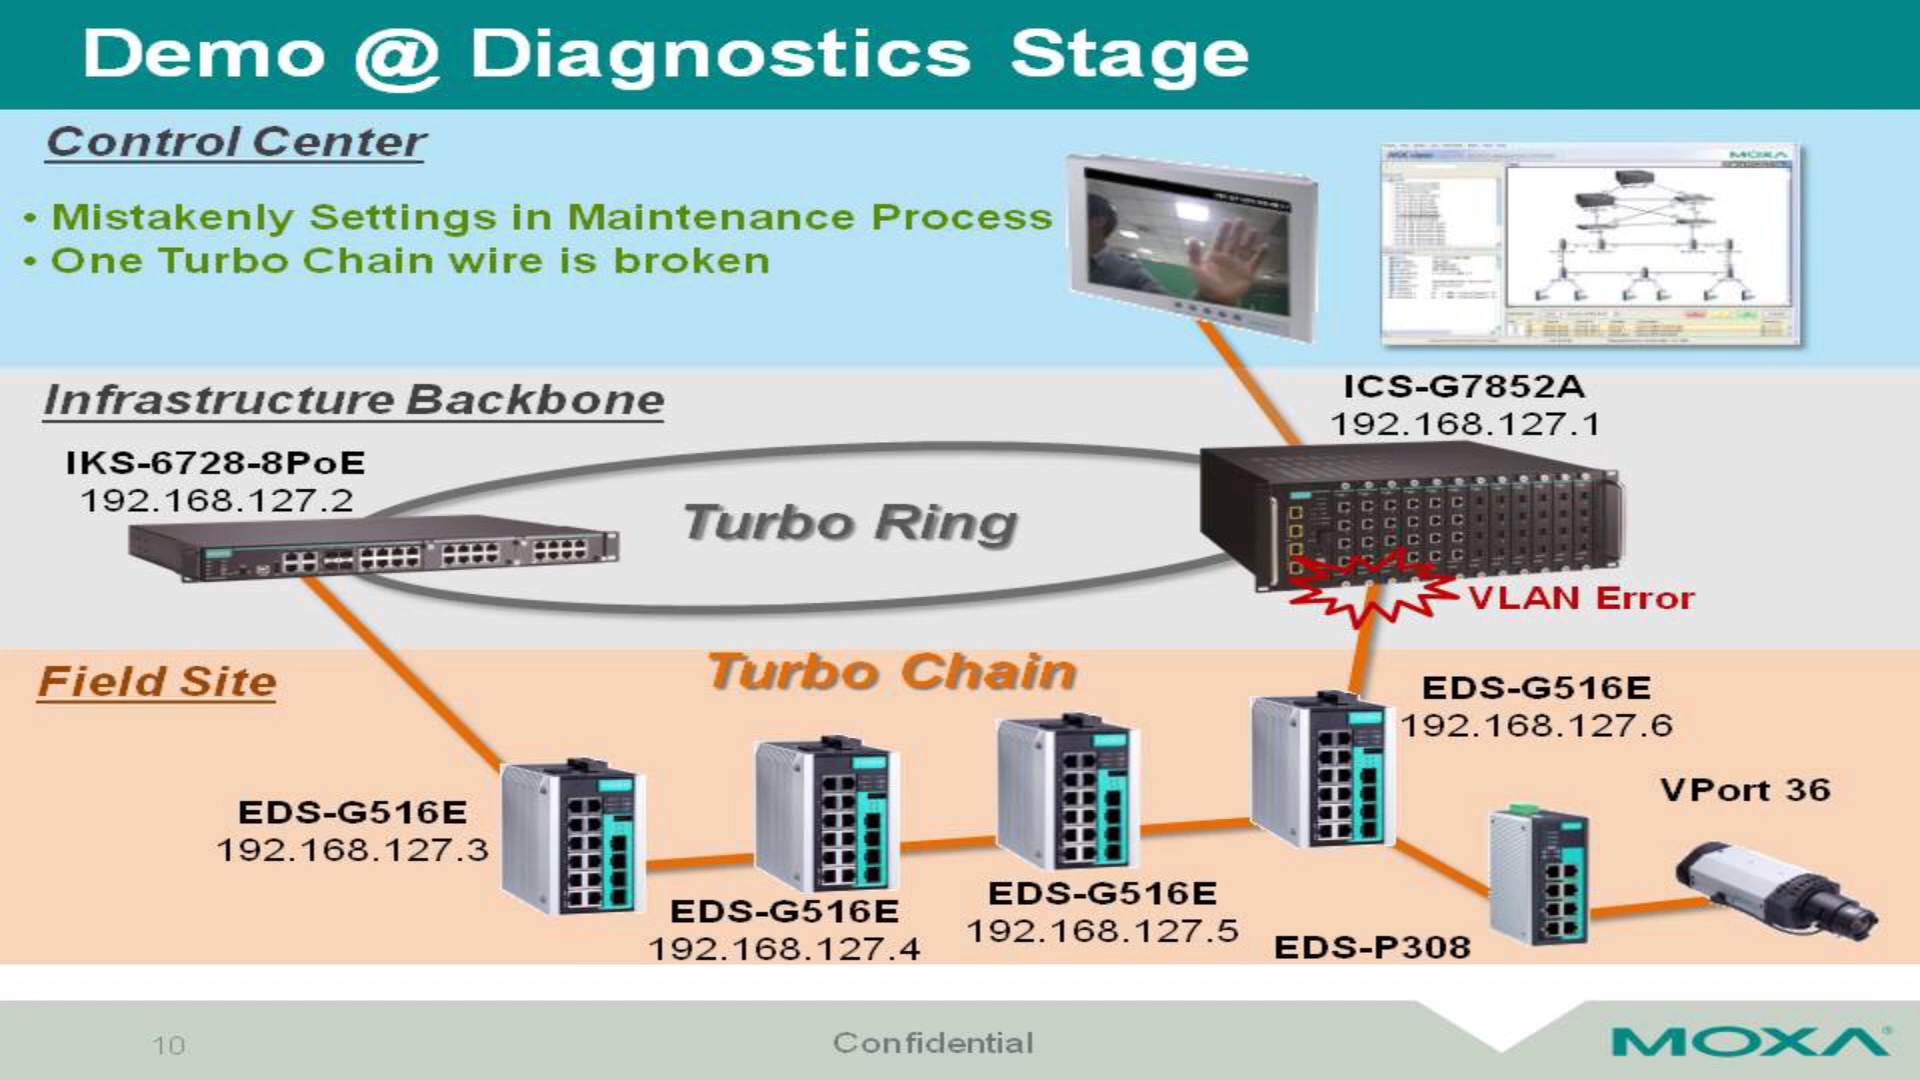 Demo @ Diagnostics Stage
Control Center
• Mistakenly Settings in Maintenance Process
• One Turbo Chain wire is broken
MOXA
Infrastructure Backbone
ICS-G7852A
192.168.127.1
IKS-6728-8PoE
192.168.127.2
Turbo Ring
VLAN Error
Field Site
Turbo Chain
EDS-G516E
192.168.127.6
VPort 36
EDS-G516E
192.168.127.3
EDS-G516E
192.168.127.4
EDS-G516E
192.168.127.5
EDS-P308
10
Confidential
MOXA®